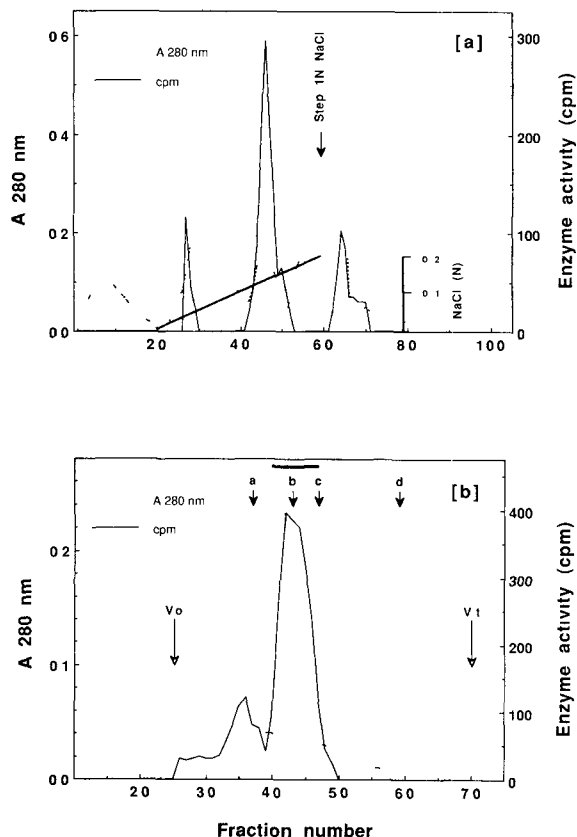 [a]
A 280 nm
cpm
Step 1N NaCl
A 280 nm
0 6
0 4
0 2
0 0
300
200
100
0
Enzyme activity (cpm)
0 2
0 1
NaCl (N)
20 40 60 80 100
[b]
a b c d
A 280 nm
cpm
Vo
Vt
A 280 nm
0 2
0 1
0 0
400
300
200
100
0
Enzyme activity (cpm)
20 30 40 50 60 70
Fraction number